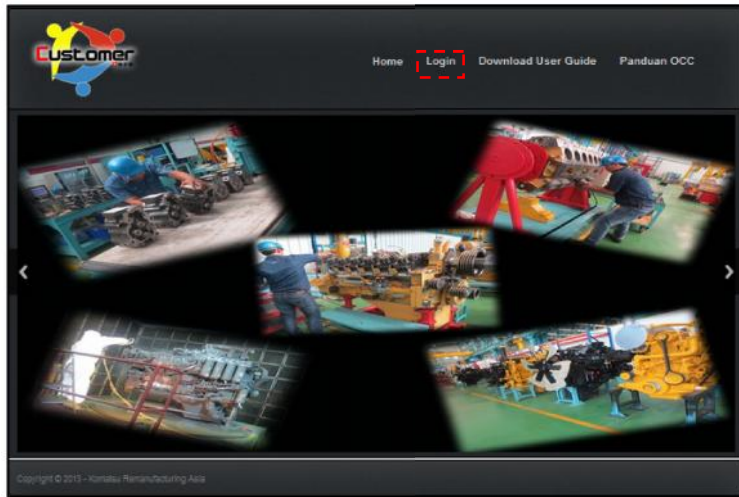 Customer
Home Login Download User Guide Panduan OCC
Copyright © 2013 - Komatsu Remanufacturing Asia